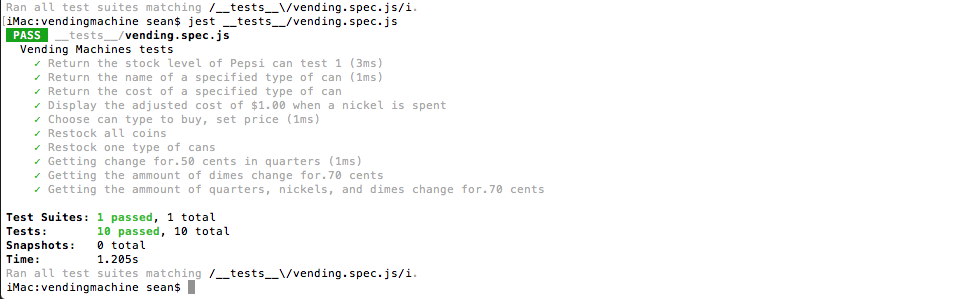 Ran all test suites matching /__tests__\/vending.spec.js/i.
[iMac:vendingmachine sean$ jest __tests__/vending.spec.js
PASS __tests__/vending.spec.js
Vending Machines tests
✓ Return the stock level of Pepsi can test 1 (3ms)
✓ Return the name of a specified type of can (1ms)
✓ Return the cost of a specified type of can
✓ Display the adjusted cost of $1.00 when a nickel is spent
✓ Choose can type to buy, set price (1ms)
✓ Restock all coins
✓ Restock one type of cans
✓ Getting change for.50 cents in quarters (1ms)
✓ Getting the ammount of dimes change for.70 cents
✓ Getting the ammount of quarters, nickels, and dimes change for.70 cents
Test Suites: 1 passed, 1 total
Tests: 10 passed, 10 total
Snapshots: 0 total
Time: 1.205s
Ran all test suites matching /__tests__\/vending.spec.js/i.
iMac:vendingmachine sean$